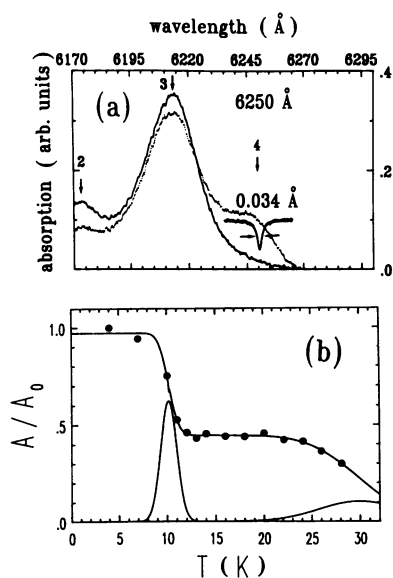 wavelength ( Å )
6170 6195 6220 6245 6270 6295
absorption ( arb. units )
(a)
3
6250 Å
2
4
0.034 Å
.4
.2
.0
(b)
A / A0
1.0
.5
.0
0 5 10 15 20 25 30
T ( K )